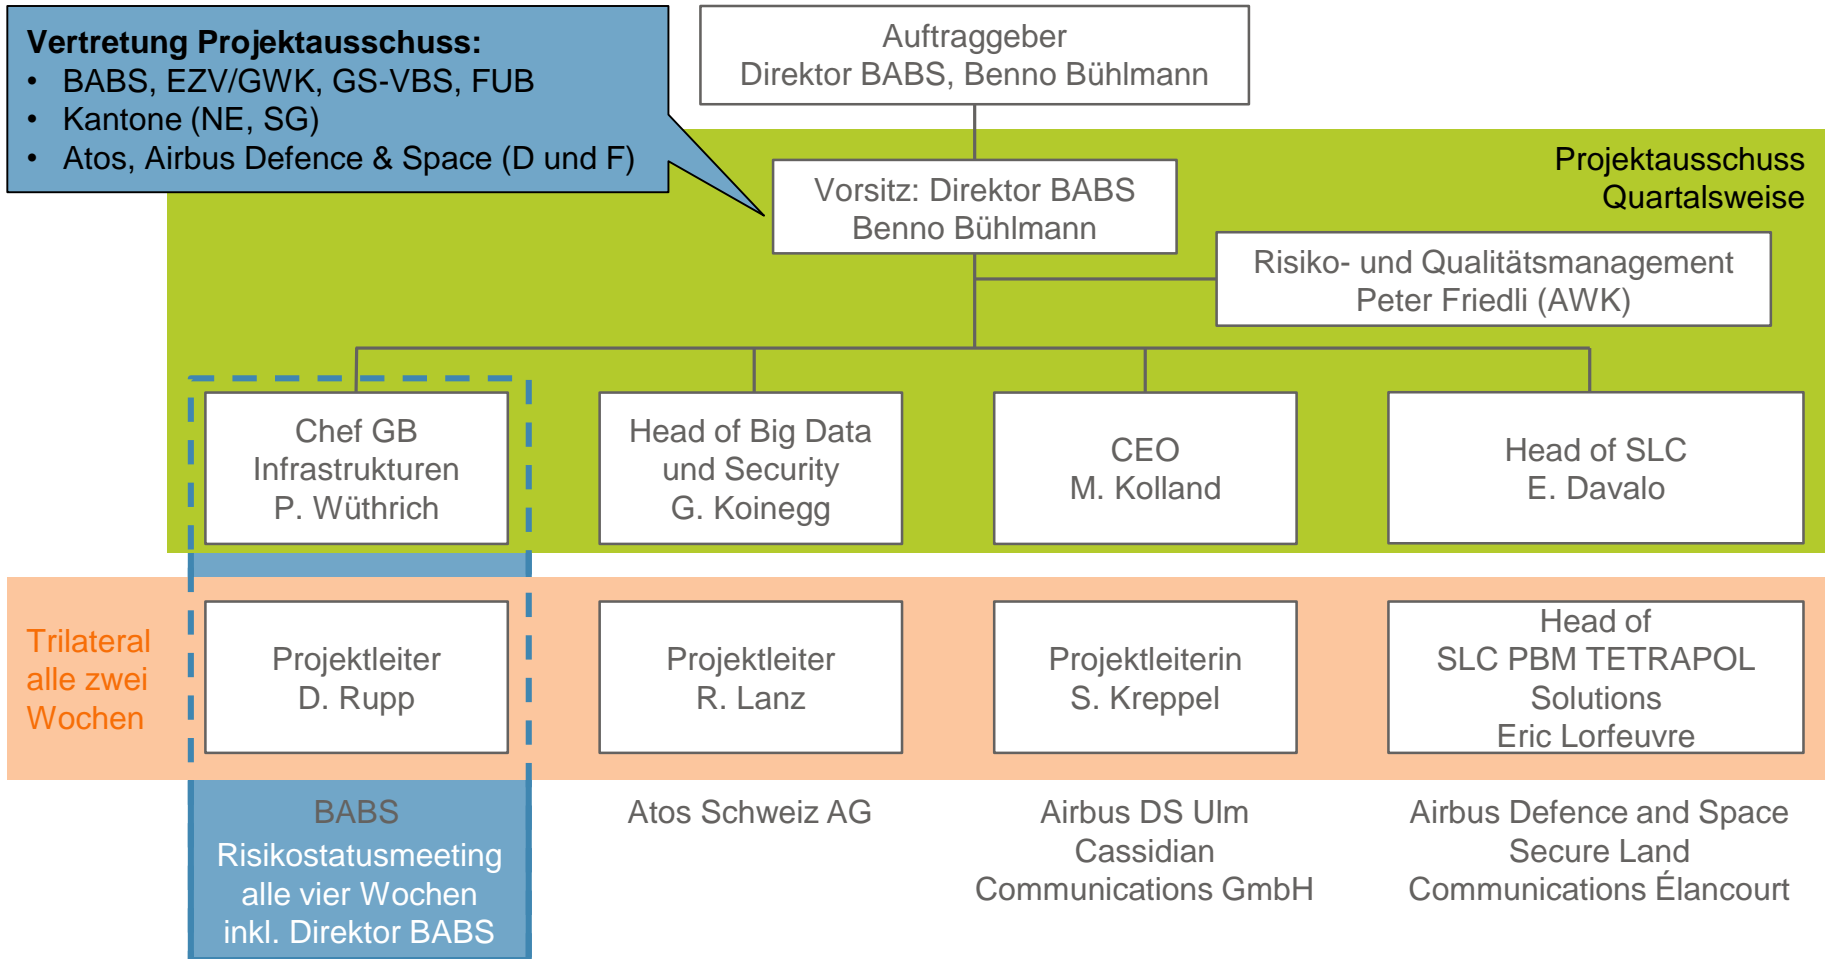 Vertretung Projektausschuss:
• BABS, EZV/GWK, GS-VBS, FUB
• Kantone (NE, SG)
• Atos, Airbus Defence & Space (D und F)
Auftraggeber
Direktor BABS, Benno Bühlmann
Projektausschuss
Quartalsweise
Vorsitz: Direktor BABS
Benno Bühlmann
Risiko- und Qualitätsmanagement
Peter Friedli (AWK)
Chef GB
Infrastrukturen
P. Wüthrich
Head of Big Data
und Security
G. Koinegg
CEO
M. Kolland
Head of SLC
E. Davalo
Trilateral
alle zwei
Wochen
Projektleiter
D. Rupp
Projektleiter
R. Lanz
Projektleiterin
S. Kreppel
Head of
SLC PBM TETRAPOL
Solutions
Eric Lorfeuvre
BABS
Risikostatusmeeting
alle vier Wochen
inkl. Direktor BABS
Atos Schweiz AG
Airbus DS Ulm
Cassidian
Communications GmbH
Airbus Defence and Space
Secure Land
Communications Élancourt